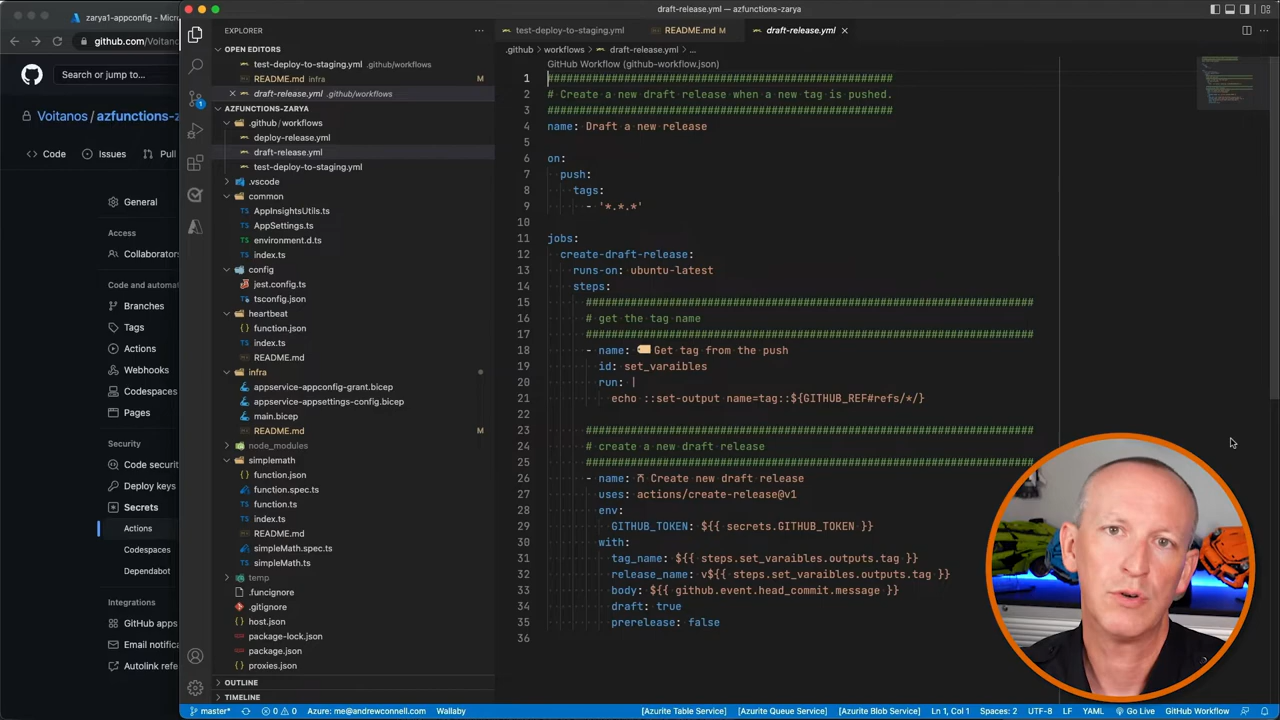 zarya1-appconfig
github.com/Voitano
Search or jump to...
Voitanos / azfunctions-z
Code
Issues
Pull
General
Access
Collaborators
Code and automat
Branches
Tags
Actions
Webhooks
Codespaces
Pages
Security
Code securi
Deploy keys
Secrets
Actions
Codespaces
Dependabot
Integrations
GitHub apps
Email notificat
Autolink refe
draft-release.yml — azfunctions-zarya
EXPLORER
OPEN EDITORS
test-deploy-to-staging.yml .github/workflows
README.md infra M
draft-release.yml .github/workflows
AZFUNCTIONS-ZARYA
.github/workflows
deploy-release.yml
draft-release.yml
test-deploy-to-staging.yml
.vscode
common
AppInsightsUtils.ts
AppSettings.ts
environment.d.ts
index.ts
config
jest.config.ts
tsconfig.json
heartbeat
function.json
index.ts
README.md
infra
appservice-appconfig-grant.bicep
appservice-appsettings-config.bicep
main.bicep
README.md M
node_modules
simplemath
function.json
function.spec.ts
function.ts
index.ts
README.md
simpleMath.spec.ts
simpleMath.ts
temp
.funcignore
.gitignore
host.json
package-lock.json
package.json
proxies.json
OUTLINE
TIMELINE
test-deploy-to-staging.yml README.md M draft-release.yml
.github > workflows > draft-release.yml > ...
GitHub Workflow (github-workflow.json)
1 ######################################################
2 # Create a new draft release when a new tag is pushed.
3 ######################################################
4 name: Draft a new release
5
6 on:
7 push:
8 tags:
9 - '*.*.*'
10
11 jobs:
12 create-draft-release:
13 runs-on: ubuntu-latest
14 steps:
15 ######################################################################
16 # get the tag name
17 ######################################################################
18 - name: Get tag from the push
19 id: set_varaibles
20 run: |
21 echo ::set-output name=tag::${GITHUB_REF#refs/*/}
22
23 ######################################################################
24 # create a new draft release
25 ######################################################################
26 - name: Create new draft release
27 uses: actions/create-release@v1
28 env:
29 GITHUB_TOKEN: ${{ secrets.GITHUB_TOKEN }}
30 with:
31 tag_name: ${{ steps.set_varaibles.outputs.tag }}
32 release_name: v${{ steps.set_varaibles.outputs.tag }}
33 body: ${{ github.event.head_commit.message }}
34 draft: true
35 prerelease: false
36
master* 0 0 Azure: me@andrewconnell.com Wallaby [Azurite Table Service] [Azurite Queue Service] [Azurite Blob Service] Ln 1, Col 1 Spaces: 2 UTF-8 LF YAML Go Live GitHub Workflow